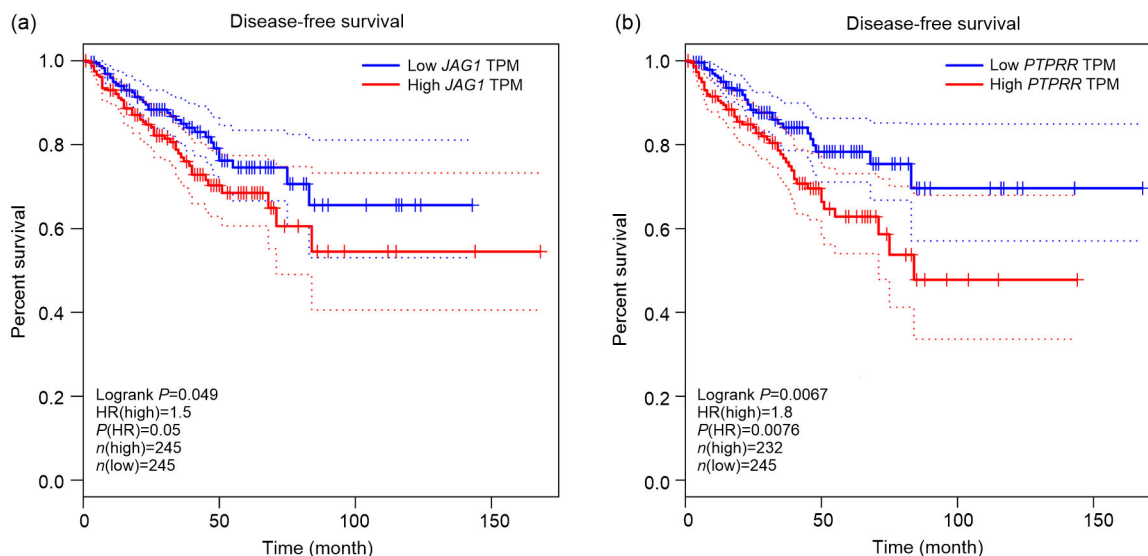 (a)
Disease-free survival
Low JAG1 TPM
High JAG1 TPM
Percent survival
1.0
0.8
0.6
0.4
0.2
0.0
Logrank P=0.049
HR(high)=1.5
P(HR)=0.05
n(high)=245
n(low)=245
0
50
100
150
Time (month)
(b)
Disease-free survival
Low PTPRR TPM
High PTPRR TPM
Percent survival
1.0
0.8
0.6
0.4
0.2
0.0
Logrank P=0.0067
HR(high)=1.8
P(HR)=0.0076
n(high)=232
n(low)=245
0
50
100
150
Time (month)